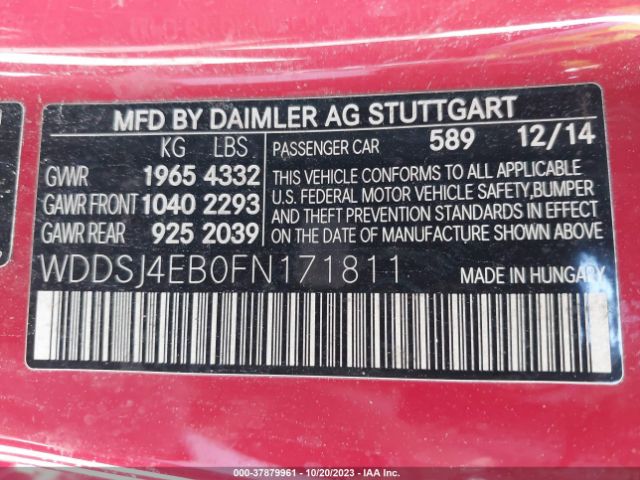 MFD BY DAIMLER AG STUTTGART
KG LBS
GVWR 1965 4332
GAWR FRONT 1040 2293
GAWR REAR 925 2039
PASSENGER CAR 589 12/14
THIS VEHICLE CONFORMS TO ALL APPLICABLE
U.S. FEDERAL MOTOR VEHICLE SAFETY, BUMPER
AND THEFT PREVENTION STANDARDS IN EFFECT
ON THE DATE OF MANUFACTURE SHOWN ABOVE
WDDSJ4EB0FN171811 MADE IN HUNGARY
Copart 0-37879961 - 10/20/2023 - IAA Inc.